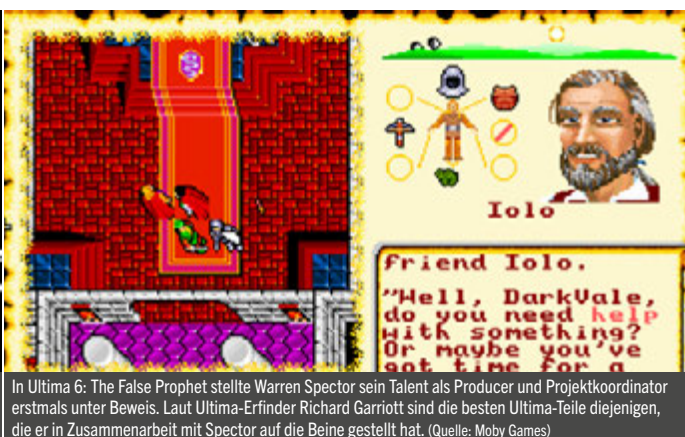 Iolo
friend Iolo.
"Well, DarkVale,
do you need help
with something?
Or maybe you've
got time for a
In Ultima 6: The False Prophet stellte Warren Spector sein Talent als Producer und Projektkoordinator
erstmals unter Beweis. Laut Ultima-Erfinder Richard Garriott sind die besten Ultima-Teile diejenigen,
die er in Zusammenarbeit mit Spector auf die Beine gestellt hat. (Quelle: Moby Games)